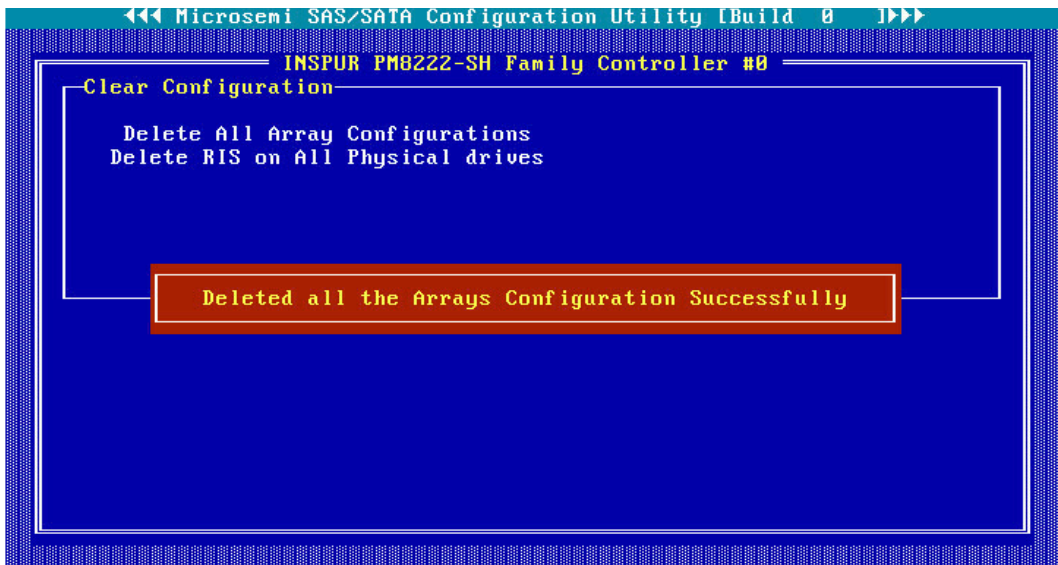 ◄◄◄ Microsemi SAS/SATA Configuration Utility [Build 0 ]►►►
INSPUR PM8222-SH Family Controller #0
Clear Configuration
Delete All Array Configurations
Delete RIS on All Physical drives
Deleted all the Arrays Configuration Successfully